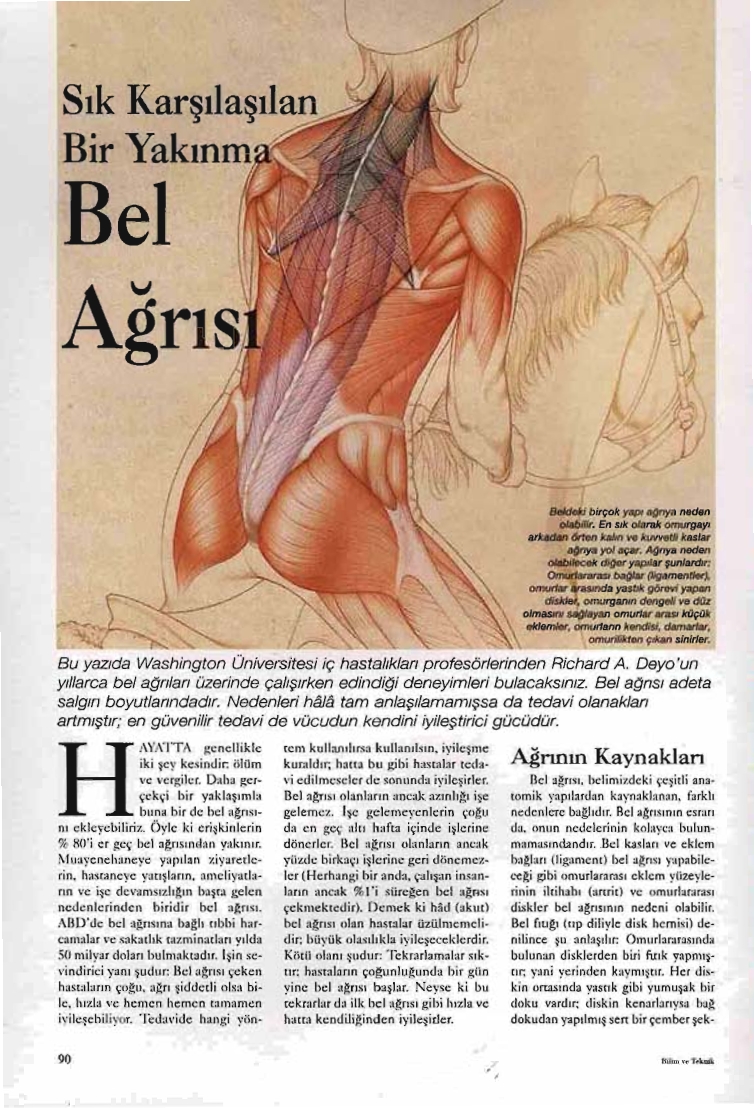 Sık Karşılaşılan
Bir Yakınma
Bel
Ağrısı
Beldeki birçok yapı ağrıya neden
olabilir. En sık olarak omurgayı
arkadan örten kalın ve kuvvetli kaslar
ağrıya yol açar. Ağrıya neden
olabilecek diğer yapılar şunlardır:
Omurlararası bağlar (ligamentler),
omurlar arasında yastık görevi yapan
diskler, omurganın dengeli ve düz
olmasını sağlayan omurlar arası küçük
eklemler, omurların kendisi, damarlar,
omurilikten çıkan sinirler.
Bu yazıda Washington Üniversitesi iç hastalıkları profesörlerinden Richard A. Deyo'un
yıllarca bel ağrıları üzerinde çalışırken edindiği deneyimleri bulacaksınız. Bel ağrısı adeta
salgın boyutlarındadır. Nedenleri hâlâ tam anlaşılamamışsa da tedavi olanakları
artmıştır; en güvenilir tedavi de vücudun kendini iyileştirici gücüdür.
HAYATTA genellikle
iki şey kesindir: ölüm
ve vergiler. Daha ger-
çekçi bir yaklaşımla
buna bir de bel ağrısı-
nı ekleyebiliriz. Öyle ki erişkinlerin
% 80'i er geç bel ağrısından yakınır.
Muayenehaneye yapılan ziyaretle-
rin, hastaneye yatışların, ameliyatla-
rın ve işe devamsızlığın başta gelen
nedenlerinden biridir bel ağrısı.
ABD'de bel ağrısına bağlı tıbbi har-
camalar ve sakatlık tazminatları yılda
50 milyar doları bulmaktadır. İşin se-
vindirici yanı şudur: Bel ağrısı çeken
hastaların çoğu, ağrı şiddetli olsa bi-
le, hızla ve hemen hemen tamamen
iyileşebiliyor. Tedavide hangi yön-
tem kullanılırsa kullanılsın, iyileşme
kuraldır; hatta bu gibi hastalar teda-
vi edilmeseler de sonunda iyileşirler.
Bel ağrısı olanların ancak azınlığı işe
gelemez. İşe gelemeyenlerin çoğu
da en geç altı hafta içinde işlerine
dönerler. Bel ağrısı olanların ancak
yüzde birkaçı işlerine geri dönemez-
ler (Herhangi bir anda, çalışan insan-
ların ancak %1'i süreğen bel ağrısı
çekmektedir). Demek ki hâd (akut)
bel ağrısı olan hastalar üzülmemeli-
dir; büyük olasılıkla iyileşeceklerdir.
Kötü olanı şudur: Tekrarlamalar sık-
tır; hastaların çoğunluğunda bir gün
yine bel ağrısı başlar. Neyse ki bu
tekrarlar da ilk bel ağrısı gibi hızla ve
hatta kendiliğinden iyileşirler.
Ağrının Kaynakları
Bel ağrısı, belimizdeki çeşitli ana-
tomik yapılardan kaynaklanan, farklı
nedenlere bağlıdır. Bel ağrısının esrarı
da, onun nedelerinin kolayca bulun-
mamasındandır. Bel kasları ve eklem
bağları (ligament) bel ağrısı yapabile-
ceği gibi omurlararası eklem yüzeyle-
rinin iltihabı (artrit) ve omurlararası
diskler bel ağrısının nedeni olabilir.
Bel fıtığı (tıp diliyle disk hernisi) de-
nilince şu anlaşılır: Omurlararasında
bulunan disklerden biri fıtık yapmış-
tır; yani yerinden kaymıştır. Her dis-
kin ortasında yastık gibi yumuşak bir
doku vardır; diskin kenarlarıysa bağ
dokudan yapılmış sert bir çember şek-
90
Bilim ve Teknik